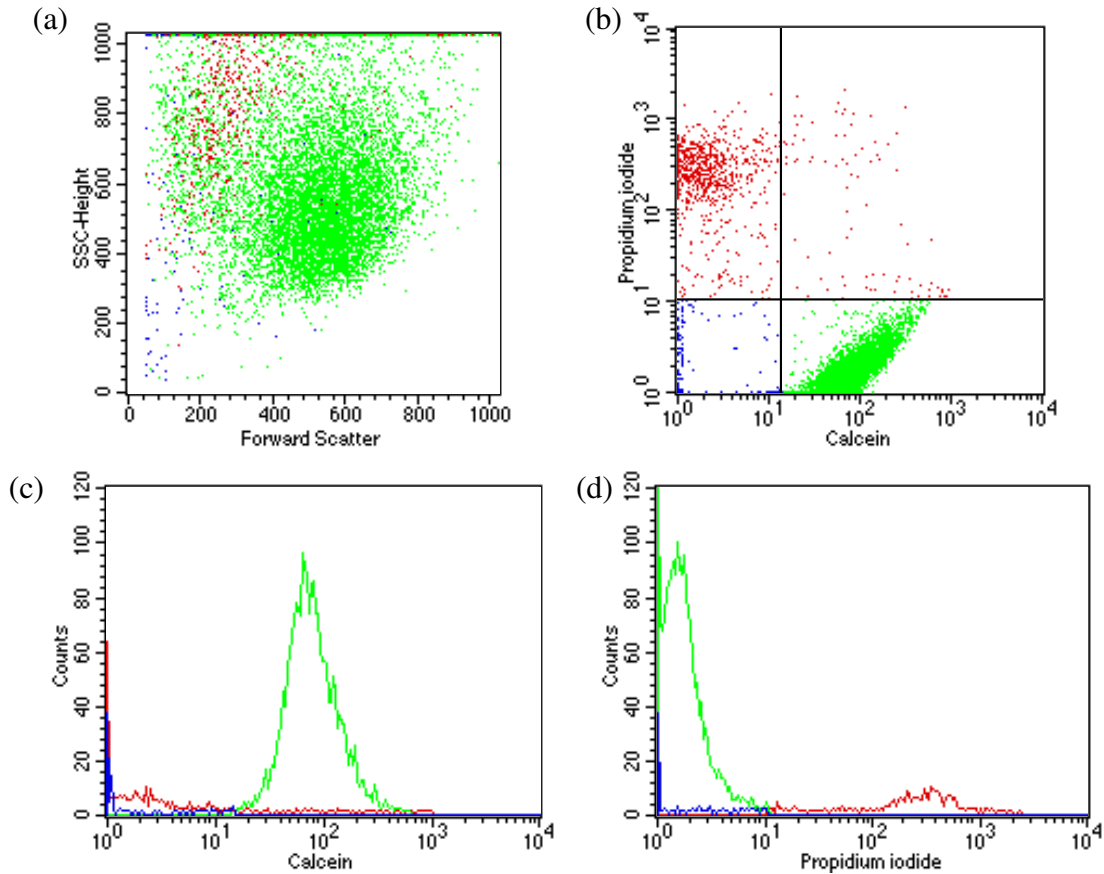 (a)
SSC-Height
0 200 400 600 800 1000
0 200 400 600 800 1000
Forward Scatter
(b)
Propidium iodide
10^0 10^1 10^2 10^3 10^4
10^0 10^1 10^2 10^3 10^4
Calcein
(c)
Counts
0 20 40 60 80 100 120
10^0 10^1 10^2 10^3 10^4
Calcein
(d)
Counts
0 20 40 60 80 100 120
10^0 10^1 10^2 10^3 10^4
Propidium iodide